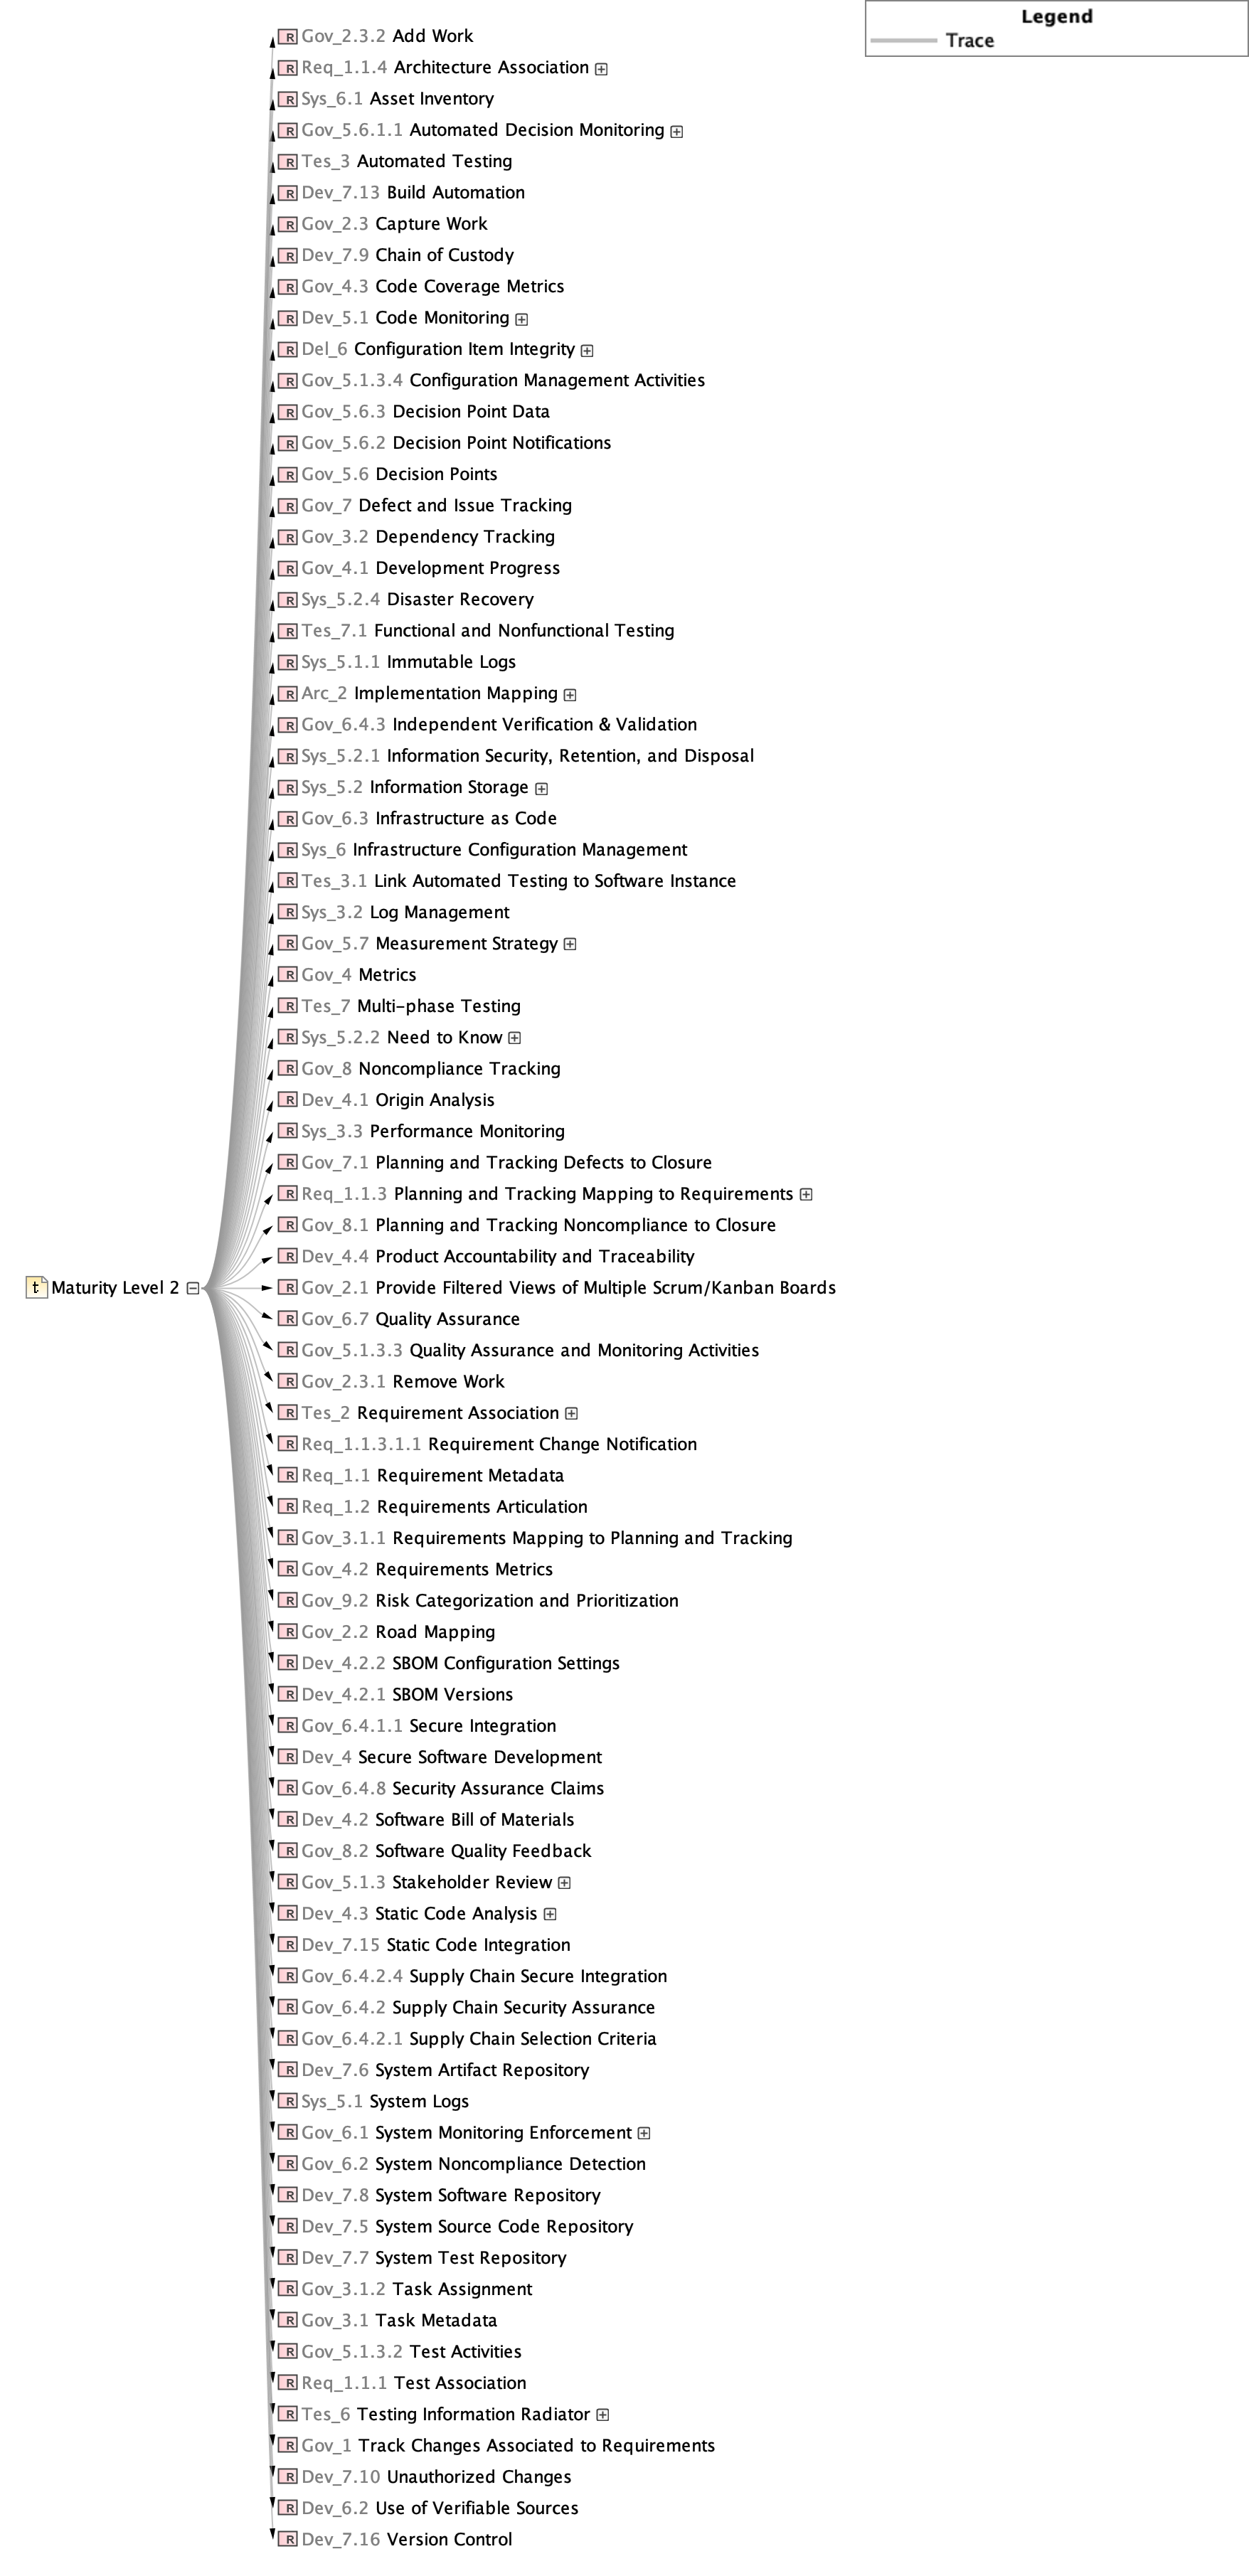 Legend
Trace
Gov_2.3.2 Add Work
Req_1.1.4 Architecture Association
Sys_6.1 Asset Inventory
Gov_5.6.1.1 Automated Decision Monitoring
Tes_3 Automated Testing
Dev_7.13 Build Automation
Gov_2.3 Capture Work
Dev_7.9 Chain of Custody
Gov_4.3 Code Coverage Metrics
Dev_5.1 Code Monitoring
Del_6 Configuration Item Integrity
Gov_5.1.3.4 Configuration Management Activities
Gov_5.6.3 Decision Point Data
Gov_5.6.2 Decision Point Notifications
Gov_5.6 Decision Points
Gov_7 Defect and Issue Tracking
Gov_3.2 Dependency Tracking
Gov_4.1 Development Progress
Sys_5.2.4 Disaster Recovery
Tes_7.1 Functional and Nonfunctional Testing
Sys_5.1.1 Immutable Logs
Arc_2 Implementation Mapping
Gov_6.4.3 Independent Verification & Validation
Sys_5.2.1 Information Security, Retention, and Disposal
Sys_5.2 Information Storage
Gov_6.3 Infrastructure as Code
Sys_6 Infrastructure Configuration Management
Tes_3.1 Link Automated Testing to Software Instance
Sys_3.2 Log Management
Gov_5.7 Measurement Strategy
Gov_4 Metrics
Tes_7 Multi-phase Testing
Sys_5.2.2 Need to Know
Gov_8 Noncompliance Tracking
Dev_4.1 Origin Analysis
Sys_3.3 Performance Monitoring
Gov_7.1 Planning and Tracking Defects to Closure
Req_1.1.3 Planning and Tracking Mapping to Requirements
Gov_8.1 Planning and Tracking Noncompliance to Closure
Dev_4.4 Product Accountability and Traceability
Maturity Level 2
Gov_2.1 Provide Filtered Views of Multiple Scrum/Kanban Boards
Gov_6.7 Quality Assurance
Gov_5.1.3.3 Quality Assurance and Monitoring Activities
Gov_2.3.1 Remove Work
Tes_2 Requirement Association
Req_1.1.3.1.1 Requirement Change Notification
Req_1.1 Requirement Metadata
Req_1.2 Requirements Articulation
Gov_3.1.1 Requirements Mapping to Planning and Tracking
Gov_4.2 Requirements Metrics
Gov_9.2 Risk Categorization and Prioritization
Gov_2.2 Road Mapping
Dev_4.2.2 SBOM Configuration Settings
Dev_4.2.1 SBOM Versions
Gov_6.4.1.1 Secure Integration
Dev_4 Secure Software Development
Gov_6.4.8 Security Assurance Claims
Dev_4.2 Software Bill of Materials
Gov_8.2 Software Quality Feedback
Gov_5.1.3 Stakeholder Review
Dev_4.3 Static Code Analysis
Dev_7.15 Static Code Integration
Gov_6.4.2.4 Supply Chain Secure Integration
Gov_6.4.2 Supply Chain Security Assurance
Gov_6.4.2.1 Supply Chain Selection Criteria
Dev_7.6 System Artifact Repository
Sys_5.1 System Logs
Gov_6.1 System Monitoring Enforcement
Gov_6.2 System Noncompliance Detection
Dev_7.8 System Software Repository
Dev_7.5 System Source Code Repository
Dev_7.7 System Test Repository
Gov_3.1.2 Task Assignment
Gov_3.1 Task Metadata
Gov_5.1.3.2 Test Activities
Req_1.1.1 Test Association
Tes_6 Testing Information Radiator
Gov_1 Track Changes Associated to Requirements
Dev_7.10 Unauthorized Changes
Dev_6.2 Use of Verifiable Sources
Dev_7.16 Version Control